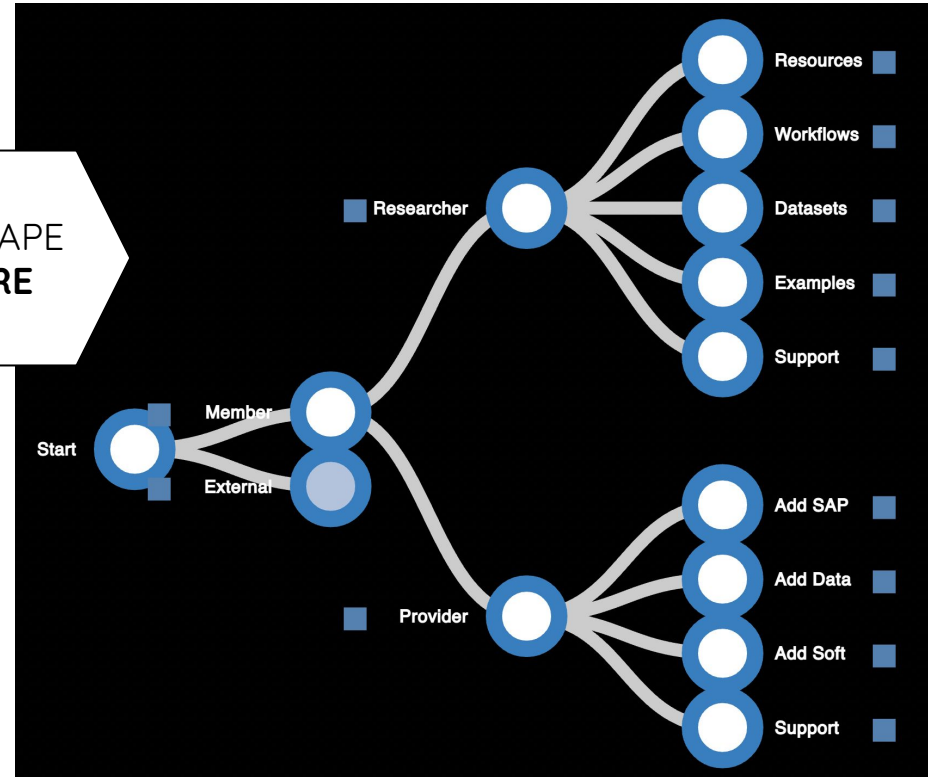 APE
RE
Resources
Workflows
Researcher
Datasets
Examples
Support
Member
Start
External
Add SAP
Add Data
Provider
Add Soft
Support